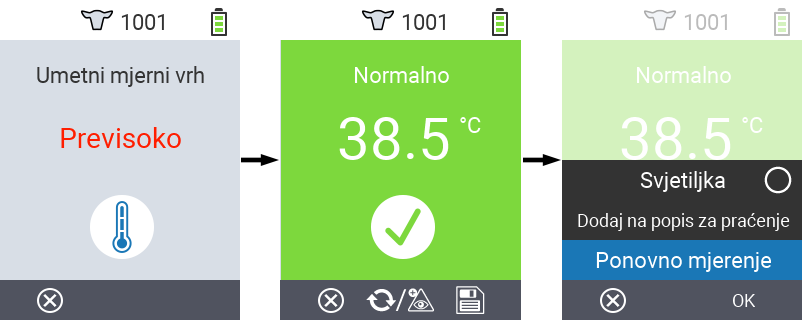 1001
Umetni mjerni vrh
Previsoko
1001
Normalno
38.5 °C
1001
Normalno
38.5 °C
Svjetiljka
Dodaj na popis za praćenje
Ponovno mjerenje
OK